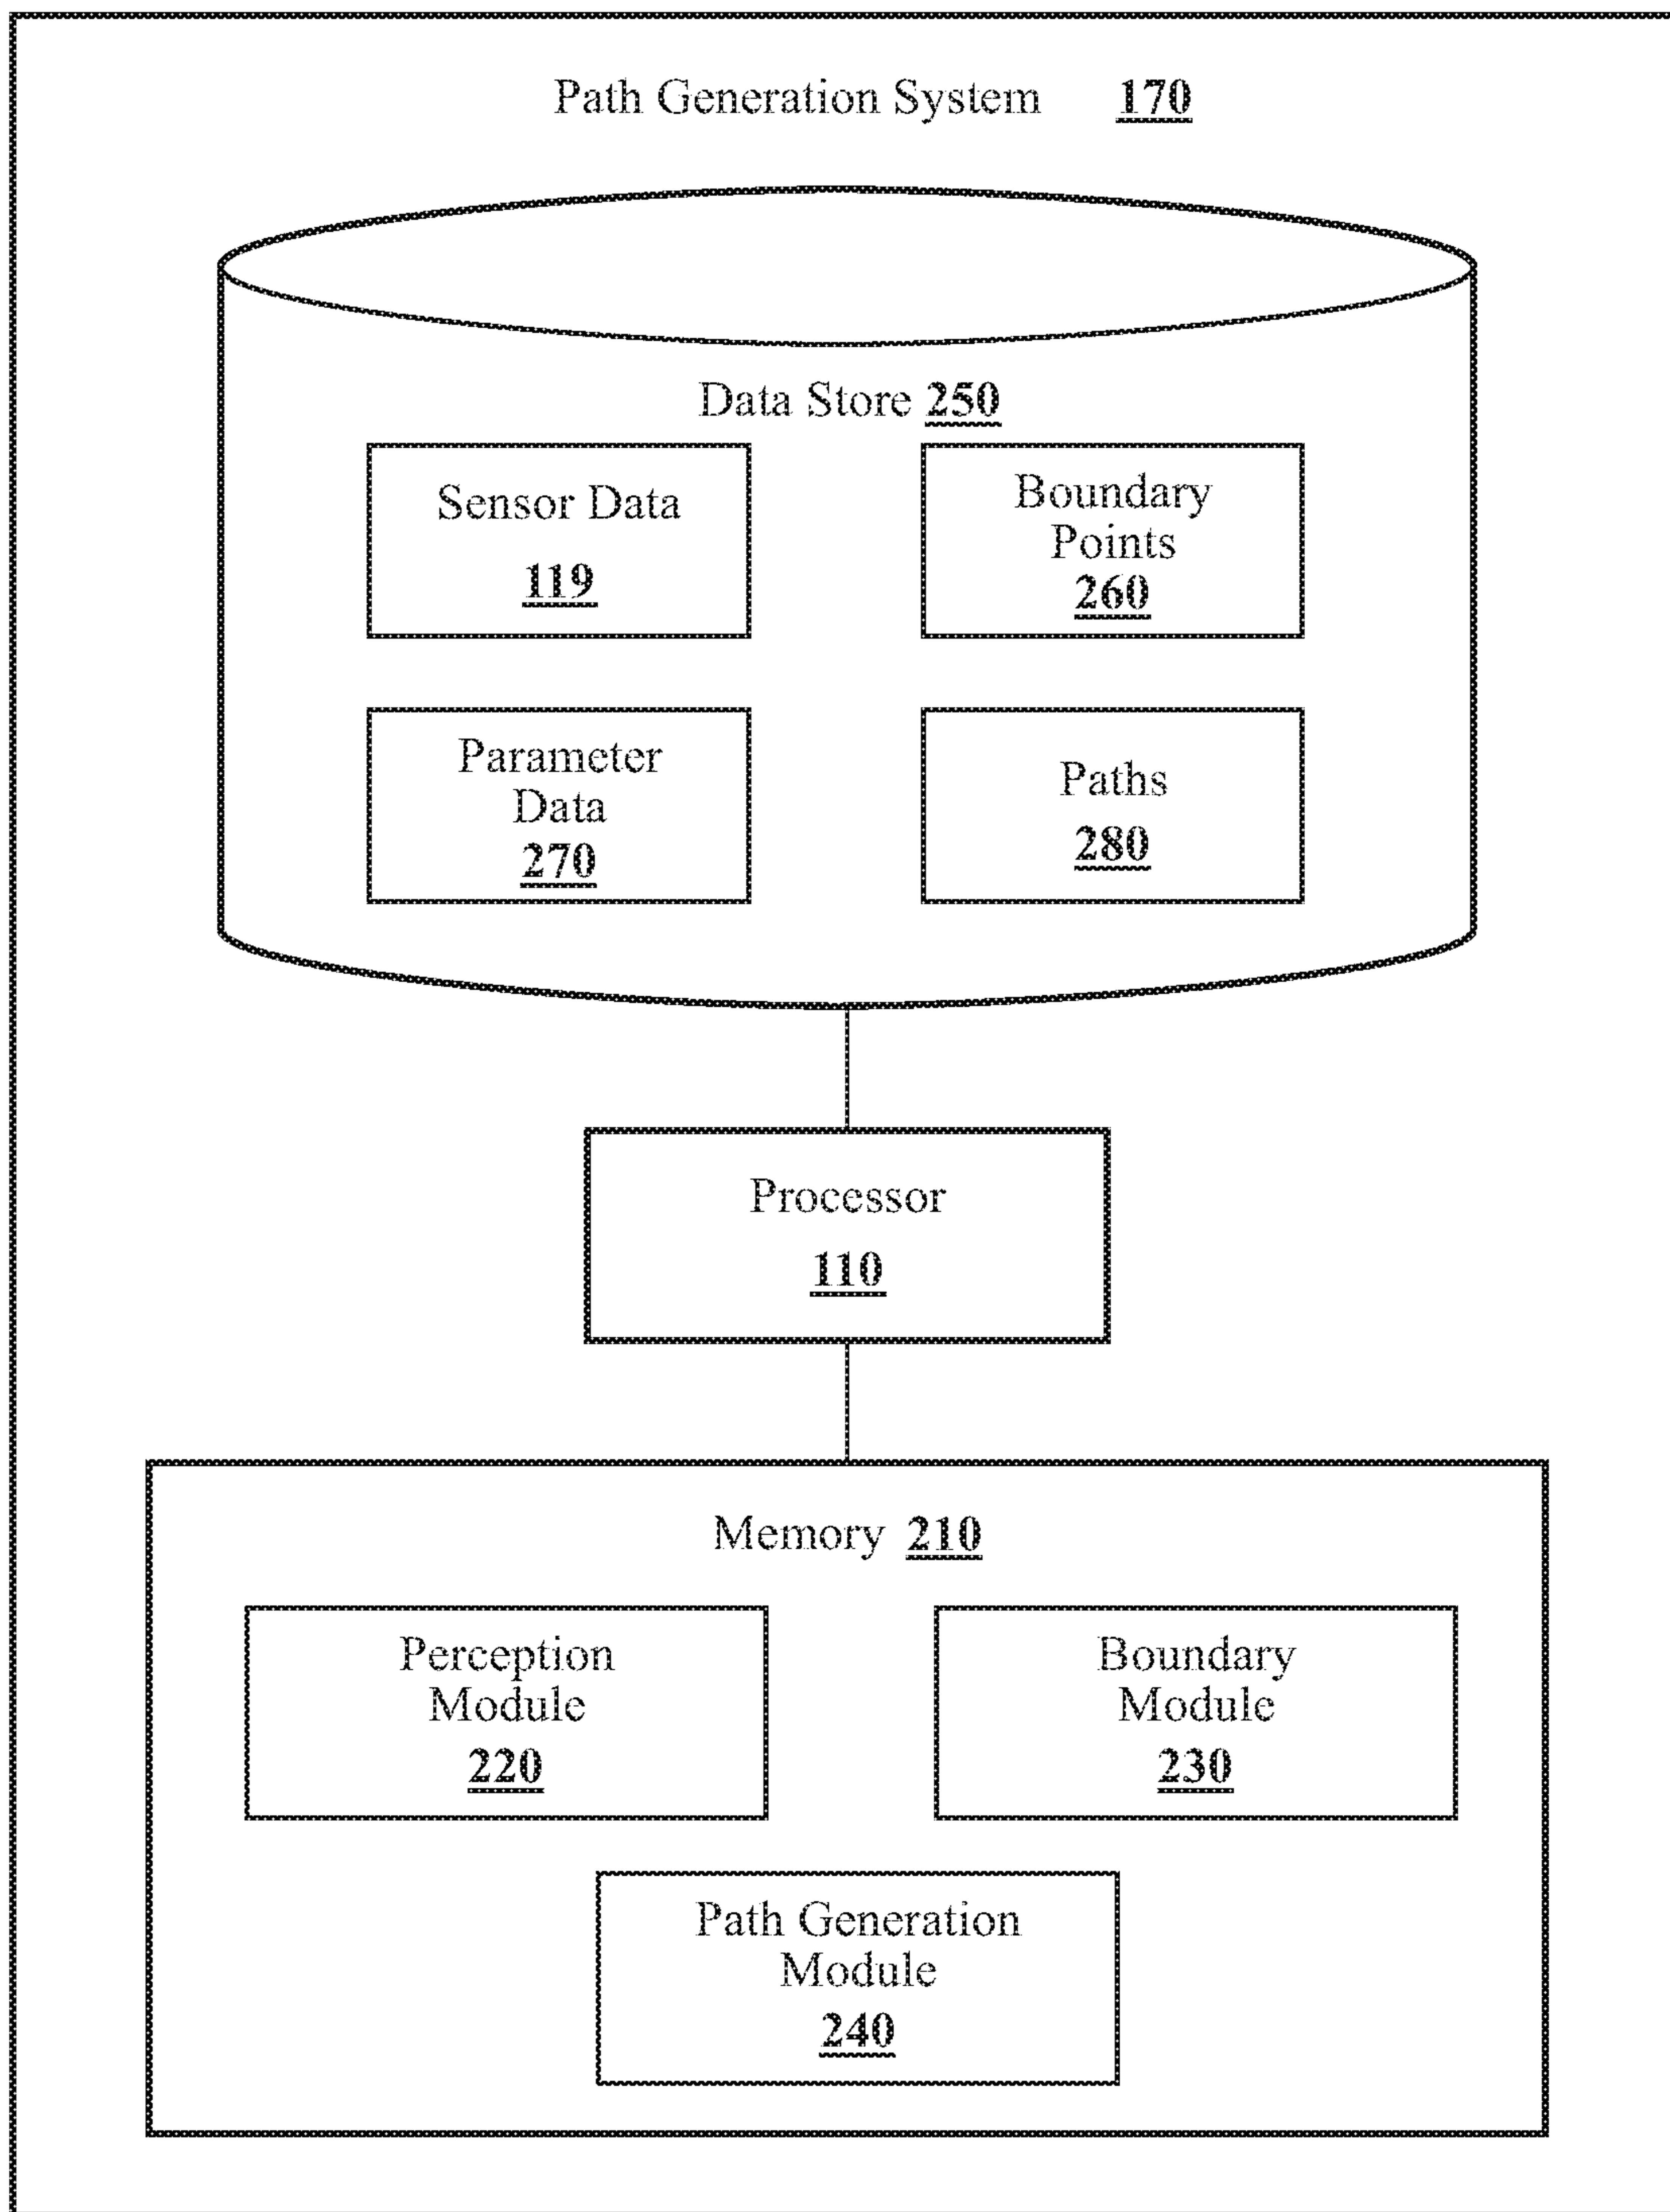 Path Generation System 170
Data Store 250
Sensor Data
119
Boundary
Points
260
Parameter
Data
270
Paths
280
Processor
110
Memory 210
Perception
Module
220
Boundary
Module
230
Path Generation
Module
240